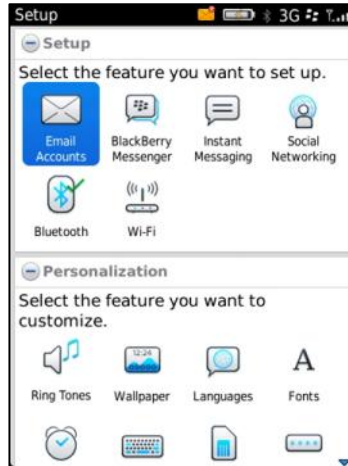 Setup 3G
Setup
Select the feature you want to set up.
Email Accounts
BlackBerry Messenger
Instant Messaging
Social Networking
Bluetooth
Wi-Fi
Personalization
Select the feature you want to
customize.
12:24
Ring Tones
Wallpaper
Languages
A
Fonts